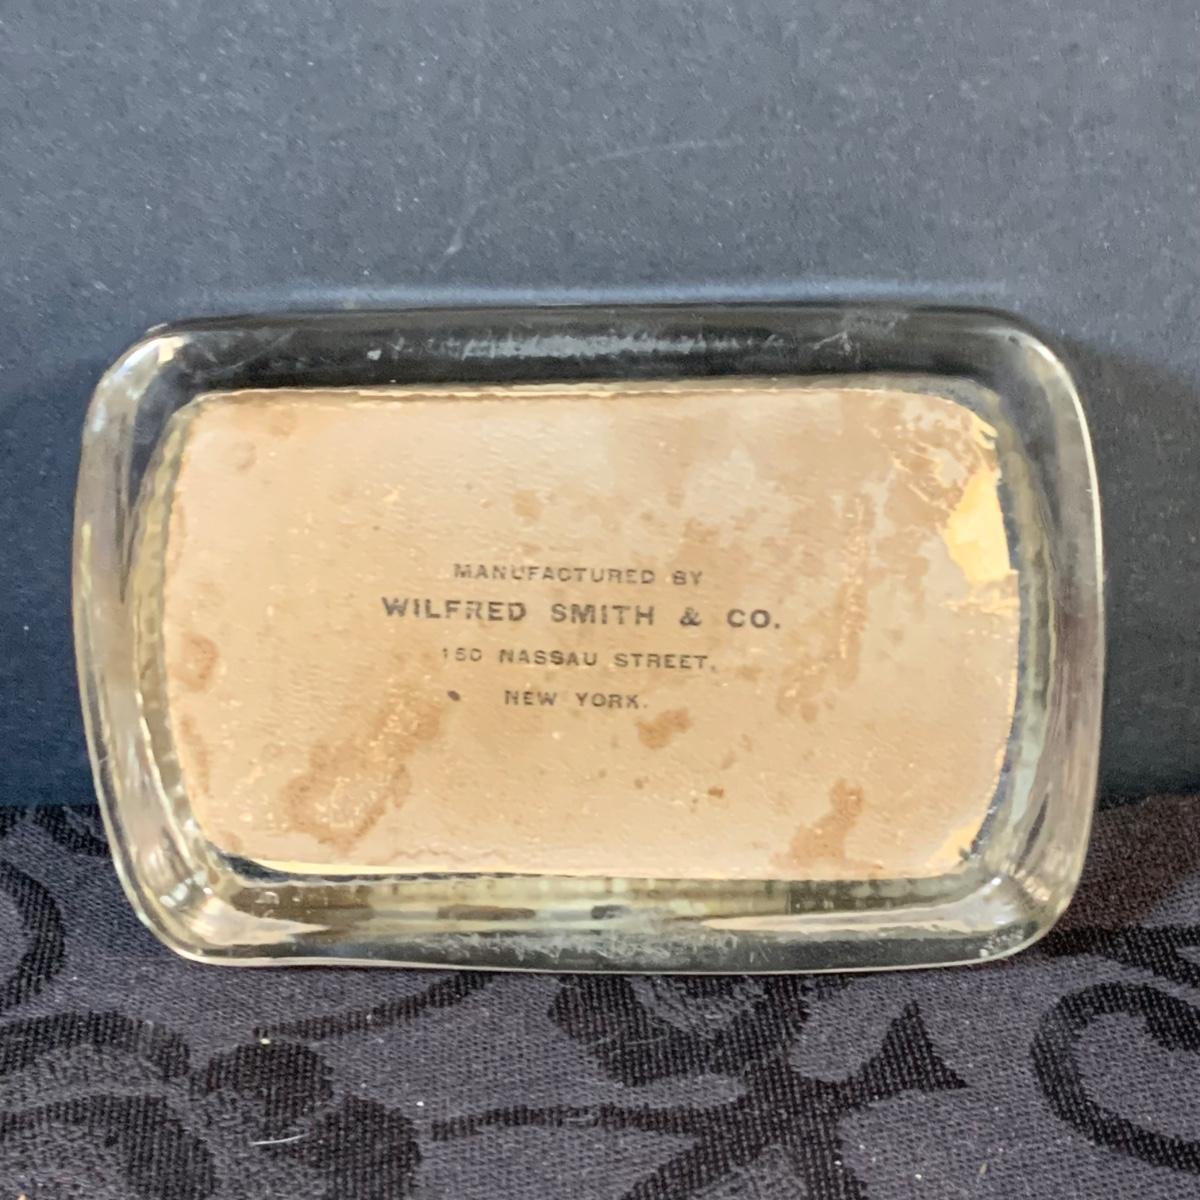 MANUFACTURED BY
WILFRED SMITH & CO.
150 NASSAU STREET,
NEW YORK.